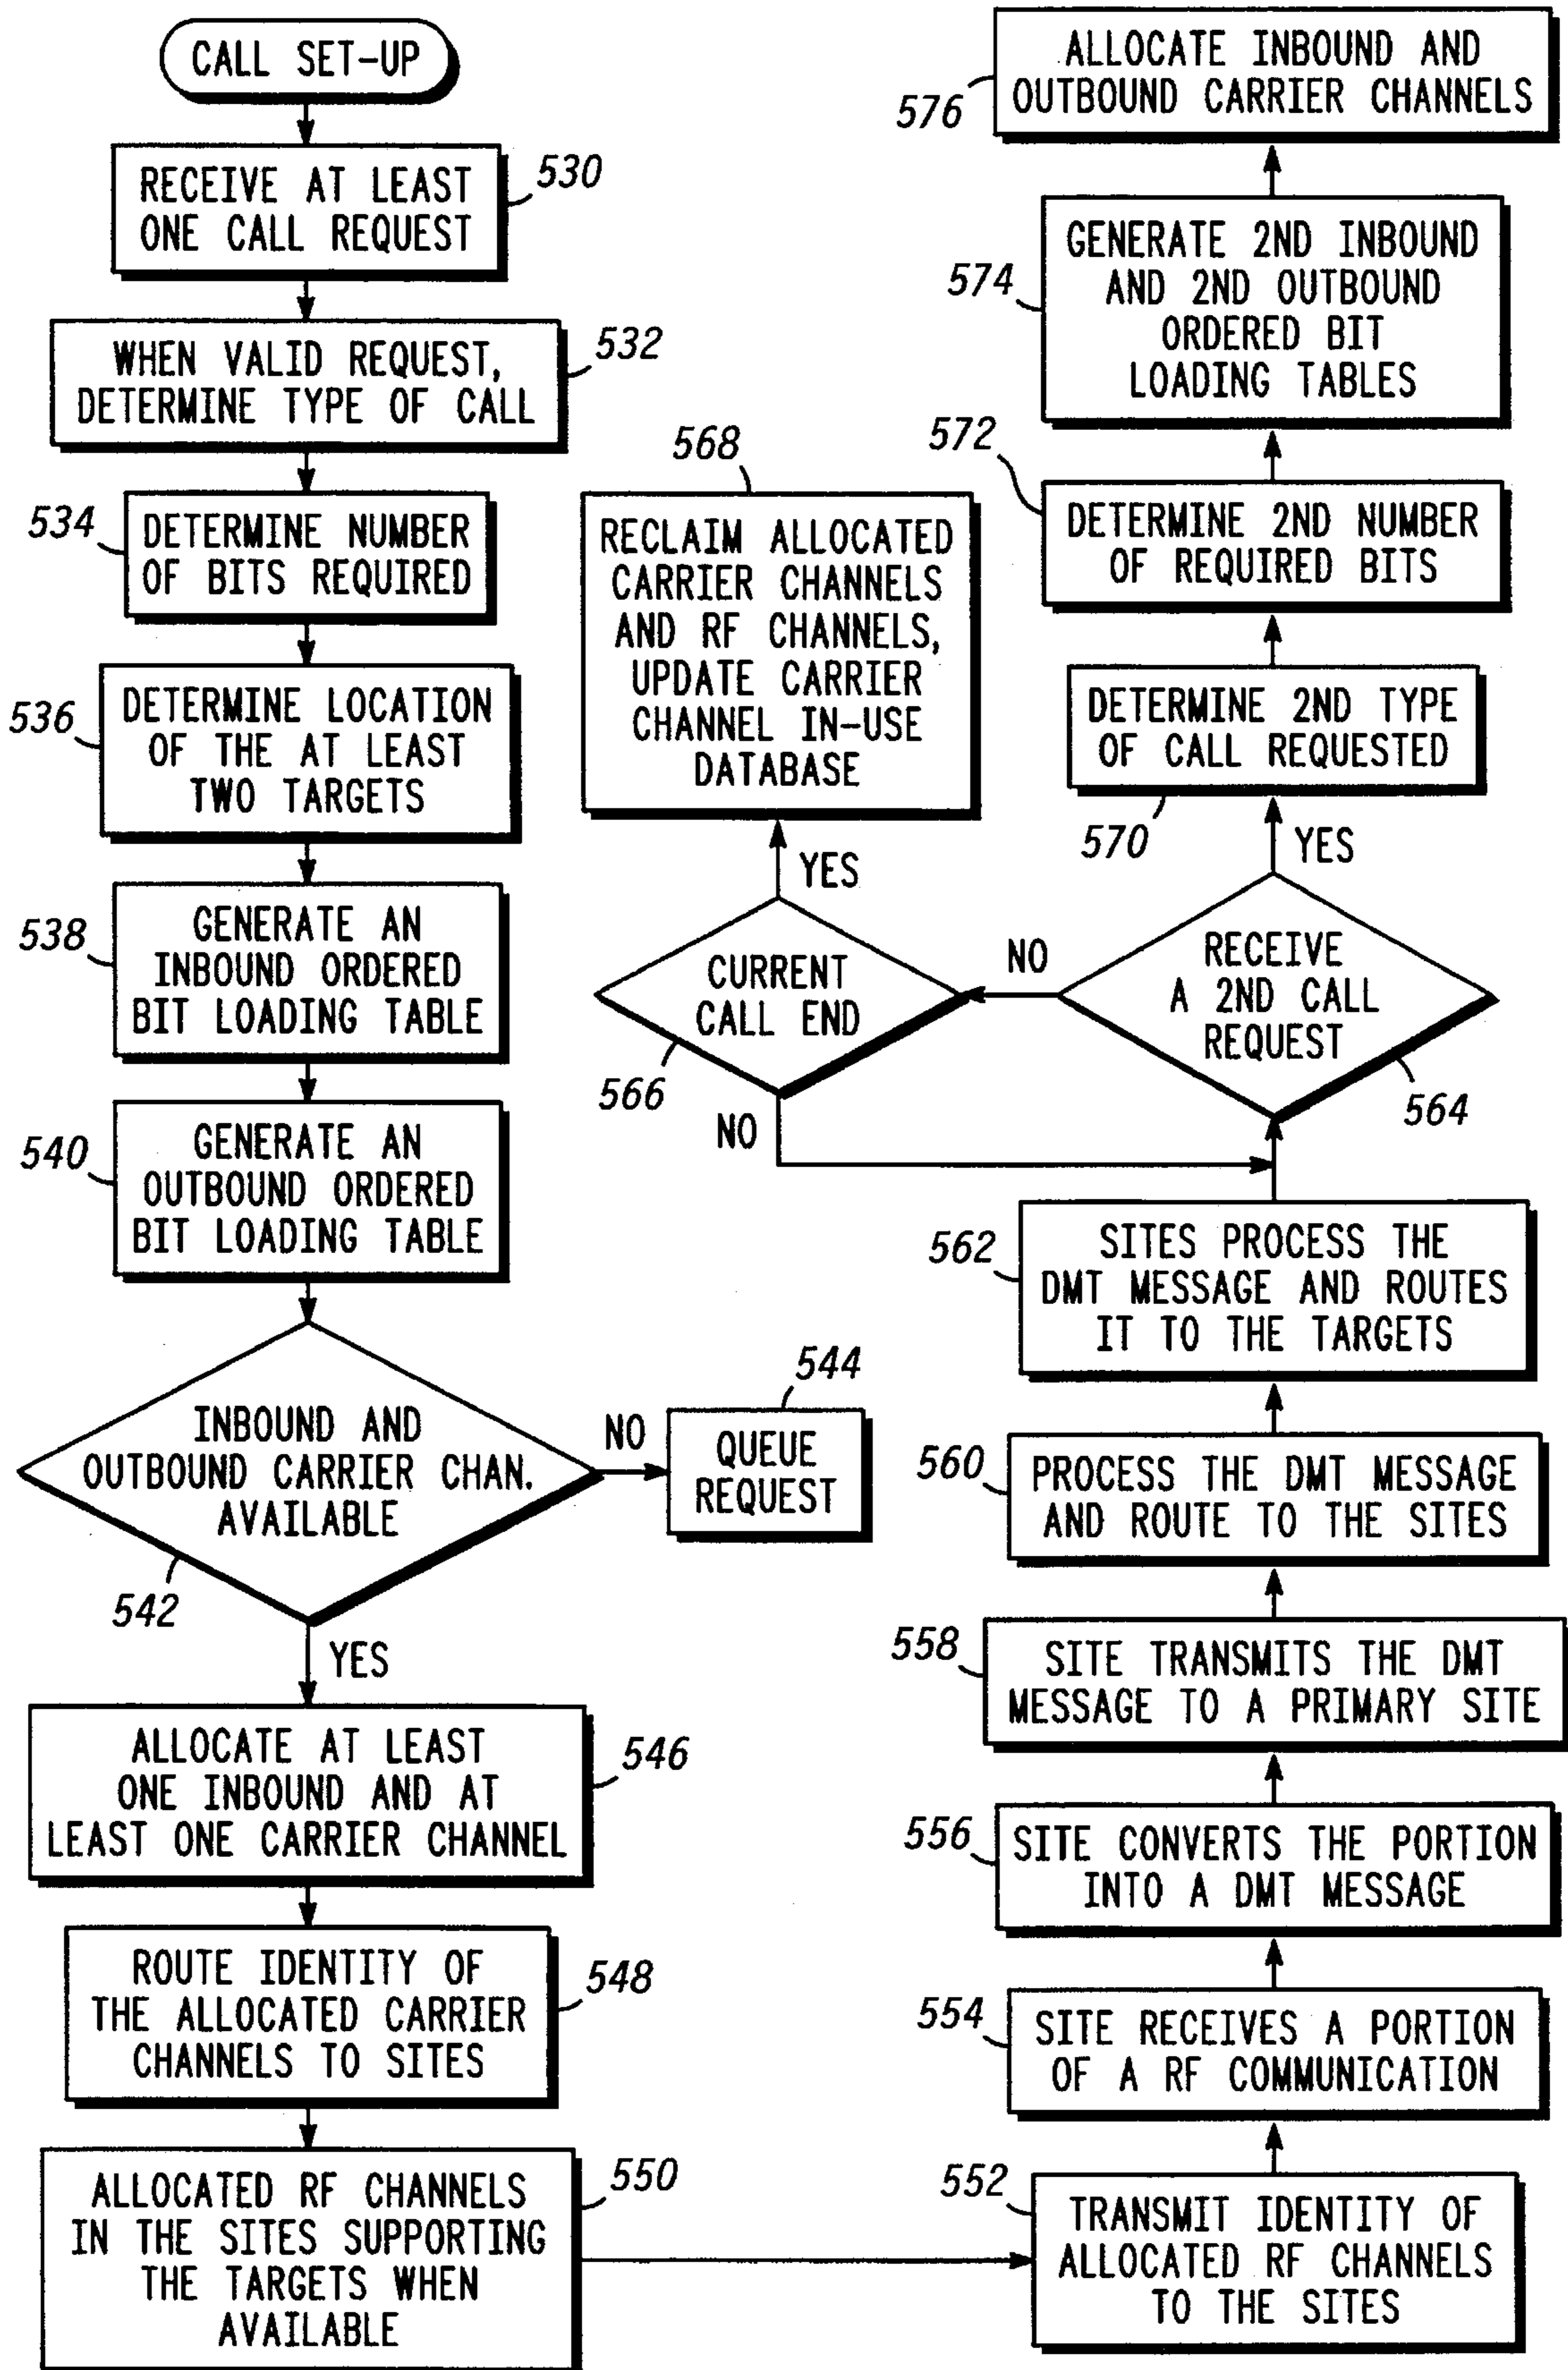 CALL SET-UP
RECEIVE AT LEAST
ONE CALL REQUEST
530
WHEN VALID REQUEST,
DETERMINE TYPE OF CALL
532
534
DETERMINE NUMBER
OF BITS REQUIRED
536
DETERMINE LOCATION
OF THE AT LEAST
TWO TARGETS
538
GENERATE AN
INBOUND ORDERED
BIT LOADING TABLE
540
GENERATE AN
OUTBOUND ORDERED
BIT LOADING TABLE
INBOUND AND
OUTBOUND CARRIER CHAN.
AVAILABLE
542
NO
544
QUEUE
REQUEST
YES
ALLOCATE AT LEAST
ONE INBOUND AND AT
LEAST ONE CARRIER CHANNEL
546
ROUTE IDENTITY OF
THE ALLOCATED CARRIER
CHANNELS TO SITES
548
ALLOCATED RF CHANNELS
IN THE SITES SUPPORTING
THE TARGETS WHEN
AVAILABLE
550
552
TRANSMIT IDENTITY OF
ALLOCATED RF CHANNELS
TO THE SITES
554
SITE RECEIVES A PORTION
OF A RF COMMUNICATION
556
SITE CONVERTS THE PORTION
INTO A DMT MESSAGE
558
SITE TRANSMITS THE DMT
MESSAGE TO A PRIMARY SITE
560
PROCESS THE DMT MESSAGE
AND ROUTE TO THE SITES
562
SITES PROCESS THE
DMT MESSAGE AND ROUTES
IT TO THE TARGETS
RECEIVE
A 2ND CALL
REQUEST
564
NO
CURRENT
CALL END
566
NO
YES
568
RECLAIM ALLOCATED
CARRIER CHANNELS
AND RF CHANNELS,
UPDATE CARRIER
CHANNEL IN-USE
DATABASE
YES
570
DETERMINE 2ND TYPE
OF CALL REQUESTED
572
DETERMINE 2ND NUMBER
OF REQUIRED BITS
574
GENERATE 2ND INBOUND
AND 2ND OUTBOUND
ORDERED BIT
LOADING TABLES
576
ALLOCATE INBOUND AND
OUTBOUND CARRIER CHANNELS